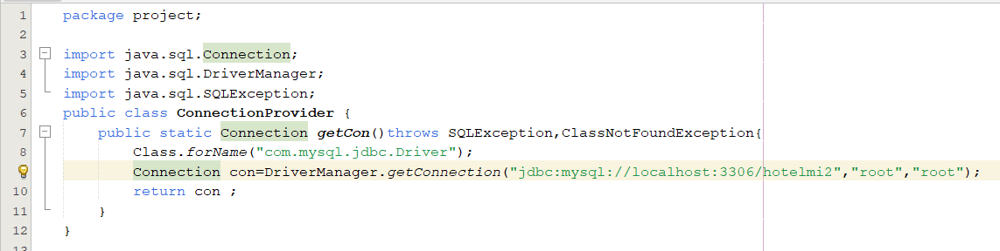 1 package project;
2
3 import java.sql.Connection;
4 import java.sql.DriverManager;
5 import java.sql.SQLException;
6 public class ConnectionProvider {
7 public static Connection getCon()throws SQLException,ClassNotFoundException{
8 Class.forName("com.mysql.jdbc.Driver");
Connection con=DriverManager.getConnection("jdbc:mysql://localhost:3306/hotelmi2","root","root");
10 return con ;
11 }
12 }
13